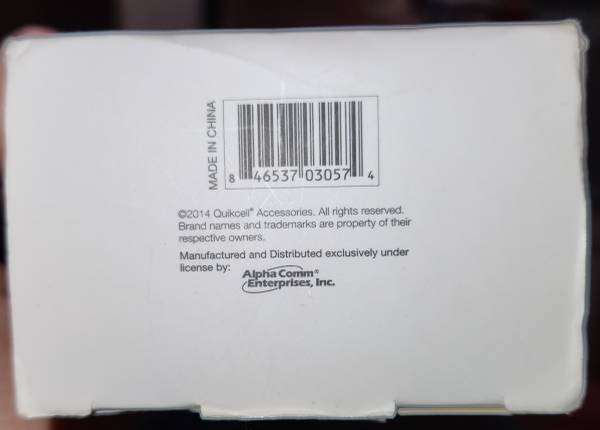 MADE IN CHINA
8 46537 03057 4
©2014 Quikcell® Accessories. All rights reserved.
Brand names and trademarks are property of their
respective owners.
Manufactured and Distributed exclusively under
license by:
Alpha Comm®
Enterprises, Inc.